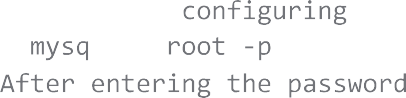 configuring
mysq root -p
After entering the password